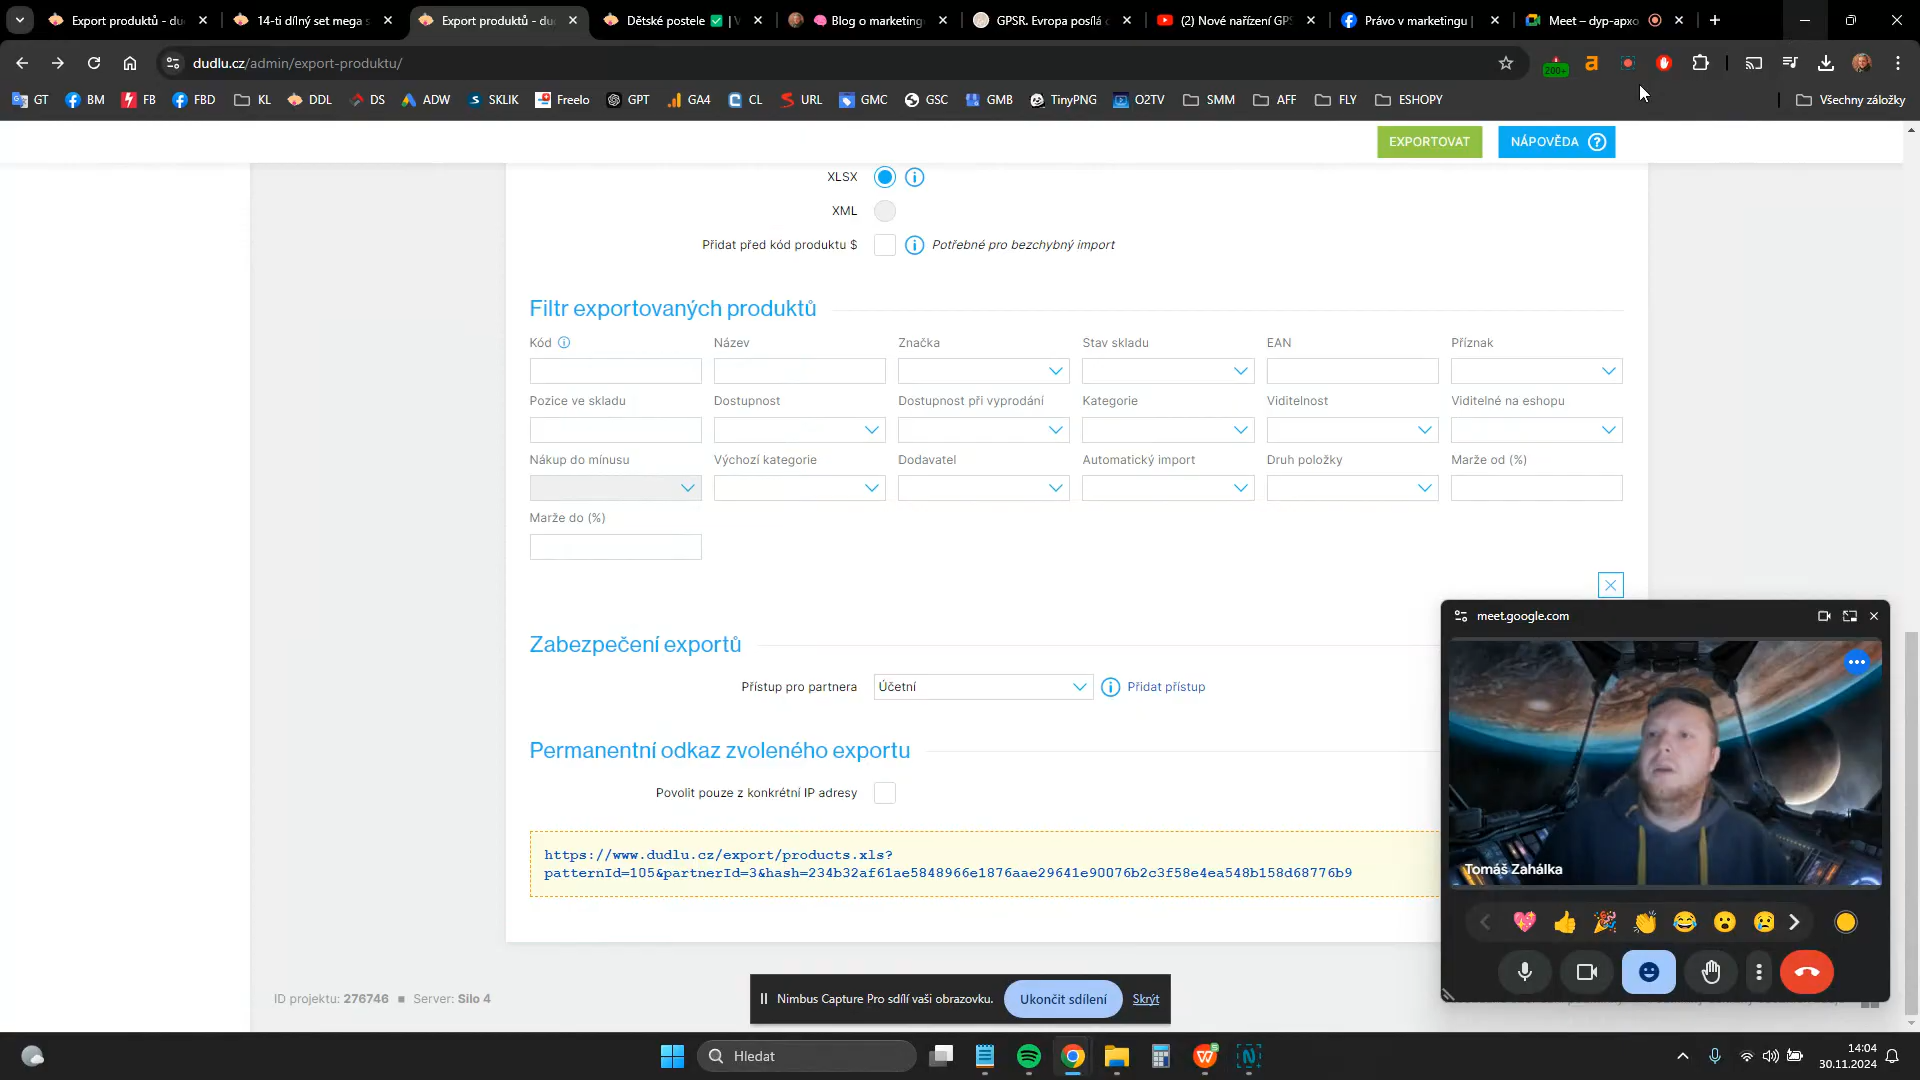 Export produktů - du
14-ti dílný set mega s
Export produktů - du
Dětské postele ✅ | V
Blog o marketing
GPSR. Evropa posílá
(2) Nové nařízení GPS
Právo v marketingu |
Meet – dyp-apxo
dudlu.cz/admin/export-produktu/
200+
GT
BM
FB
FBD
KL
DDL
DS
ADW
SKLIK
Freelo
GPT
GA4
CL
URL
GMC
GSC
GMB
TinyPNG
O2TV
SMM
AFF
FLY
ESHOPY
Všechny záložky
EXPORTOVAT
NÁPOVĚDA ?
XLSX
XML
Přidat před kód produktu $
Potřebné pro bezchybný import
Filtr exportovaných produktů
Kód
Název
Značka
Stav skladu
EAN
Příznak
Pozice ve skladu
Dostupnost
Dostupnost při vyprodání
Kategorie
Viditelnost
Viditelné na eshopu
Nákup do mínusu
Výchozí kategorie
Dodavatel
Automatický import
Druh položky
Marže od (%)
Marže do (%)
Zabezpečení exportů
Přístup pro partnera
Účetní
Přidat přístup
Permanentní odkaz zvoleného exportu
Povolit pouze z konkrétní IP adresy
https://www.dudlu.cz/export/products.xls?
patternId=105&partnerId=3&hash=234b32af61ae5848966e1876aae29641e90076b2c3f58e4ea548b158d68776b9
meet.google.com
Tomáš Zahálka
ID projektu: 276746 ■ Server: Silo 4
Nimbus Capture Pro sdílí vaši obrazovku.
Ukončit sdílení
Skrýt
Hledat
14:04
30.11.2024